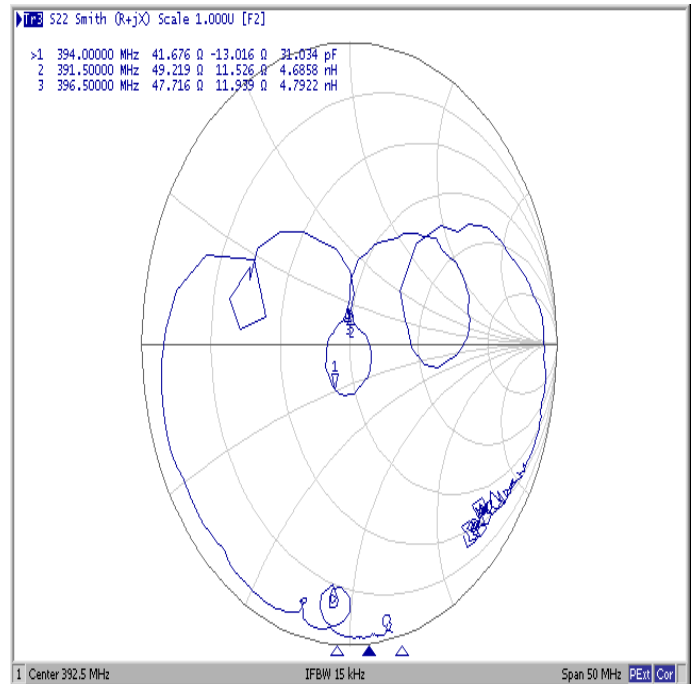 Tr3 S22 Smith (R+jX) Scale 1.000U [F2]
>1 394.00000 MHz 41.676 Ω -13.016 Ω 31.034 pF
2 391.50000 MHz 49.219 Ω 11.526 Ω 4.6858 nH
3 396.50000 MHz 47.716 Ω 11.939 Ω 4.7922 nH
1
1 Center 392.5 MHz IFBW 15 kHz Span 50 MHz PExt Cor